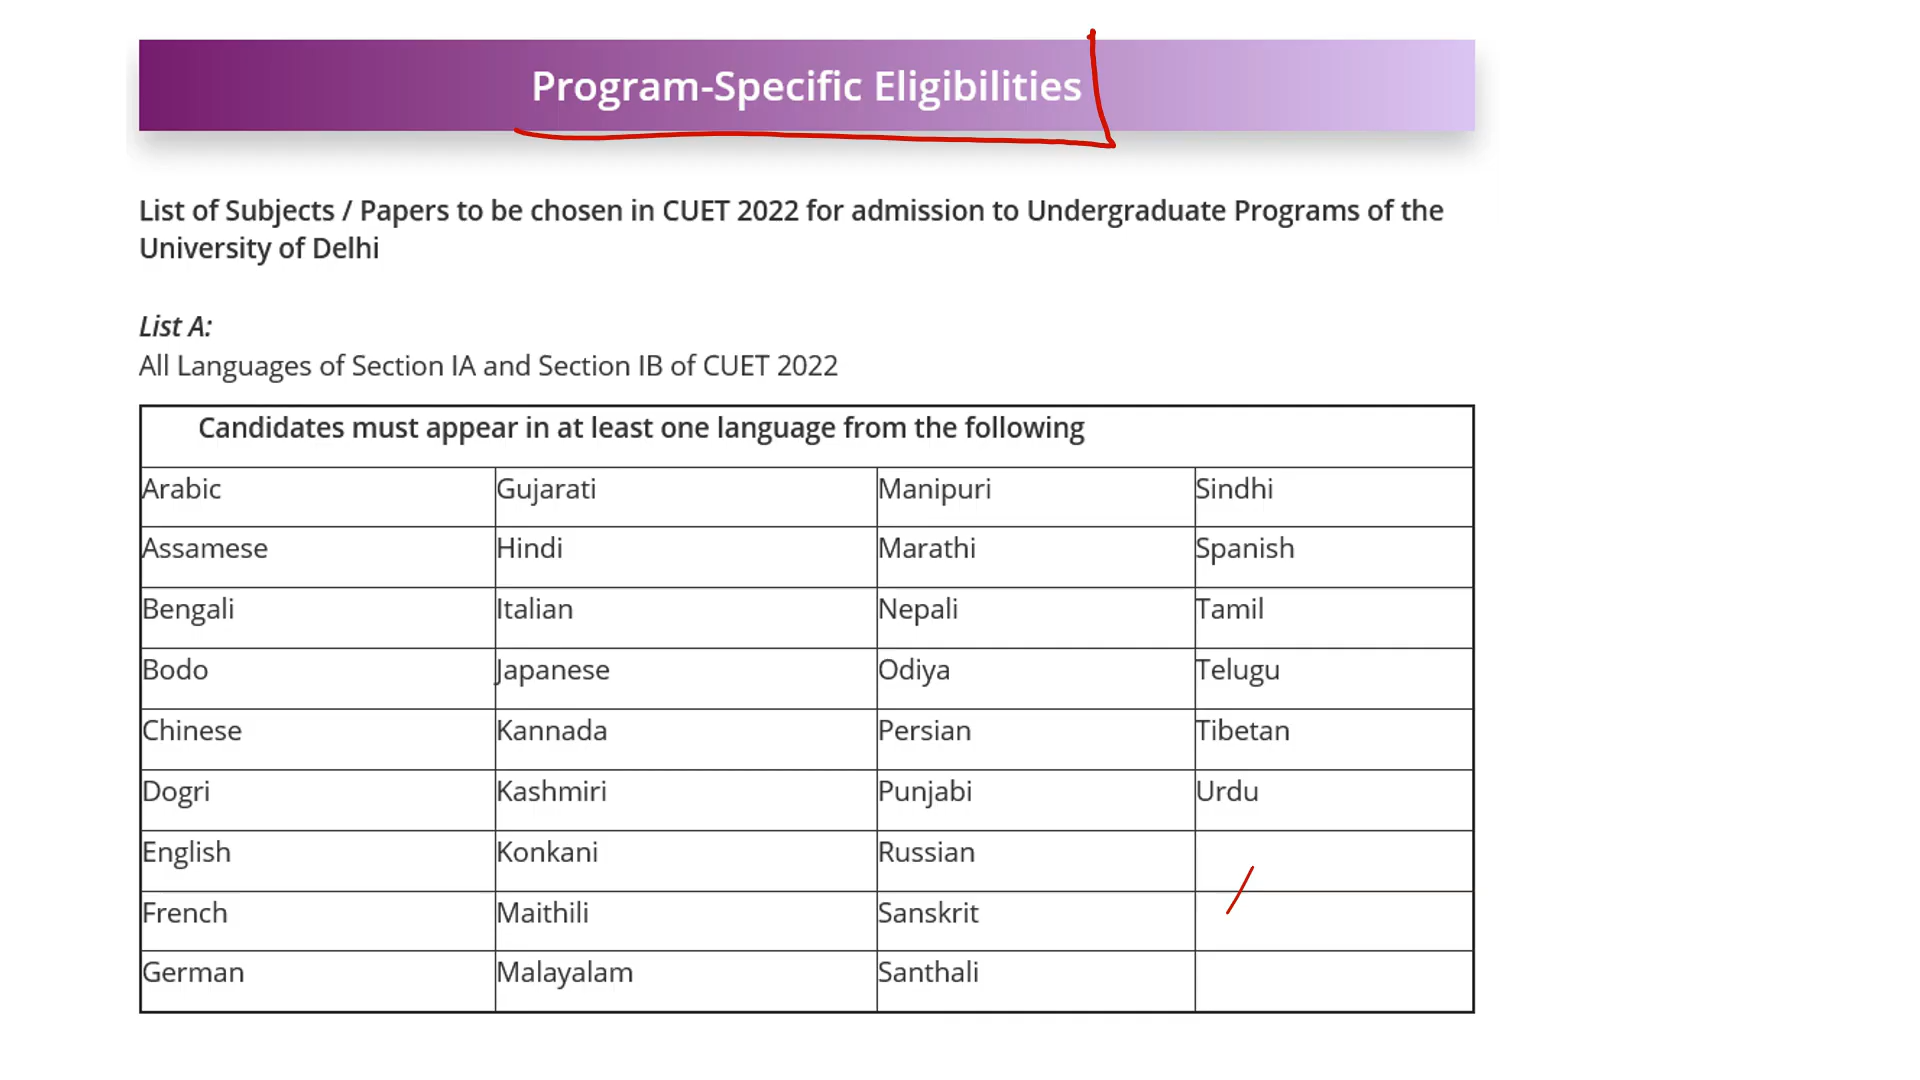 Program-Specific Eligibilities
List of Subjects / Papers to be chosen in CUET 2022 for admission to Undergraduate Programs of the
University of Delhi
List A:
All Languages of Section IA and Section IB of CUET 2022
Candidates must appear in at least one language from the following
Arabic Gujarati Manipuri Sindhi
Assamese Hindi Marathi Spanish
Bengali Italian Nepali Tamil
Bodo Japanese Odiya Telugu
Chinese Kannada Persian Tibetan
Dogri Kashmiri Punjabi Urdu
English Konkani Russian
French Maithili Sanskrit
German Malayalam Santhali